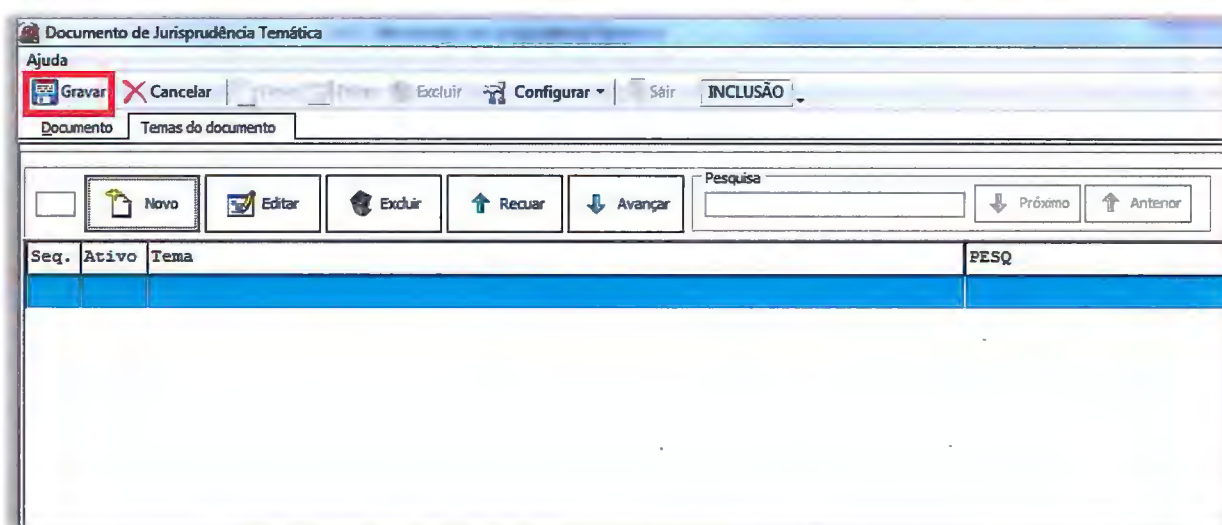 Documento de Jurisprudência Temática
Ajuda
Gravar Cancelar Excluir Configurar Sair INCLUSÃO
Documento Temas do documento
Pesquisa
Novo Editar Excluir Recuar Avançar Próximo Anterior
Seq. Ativo Tema PESQ